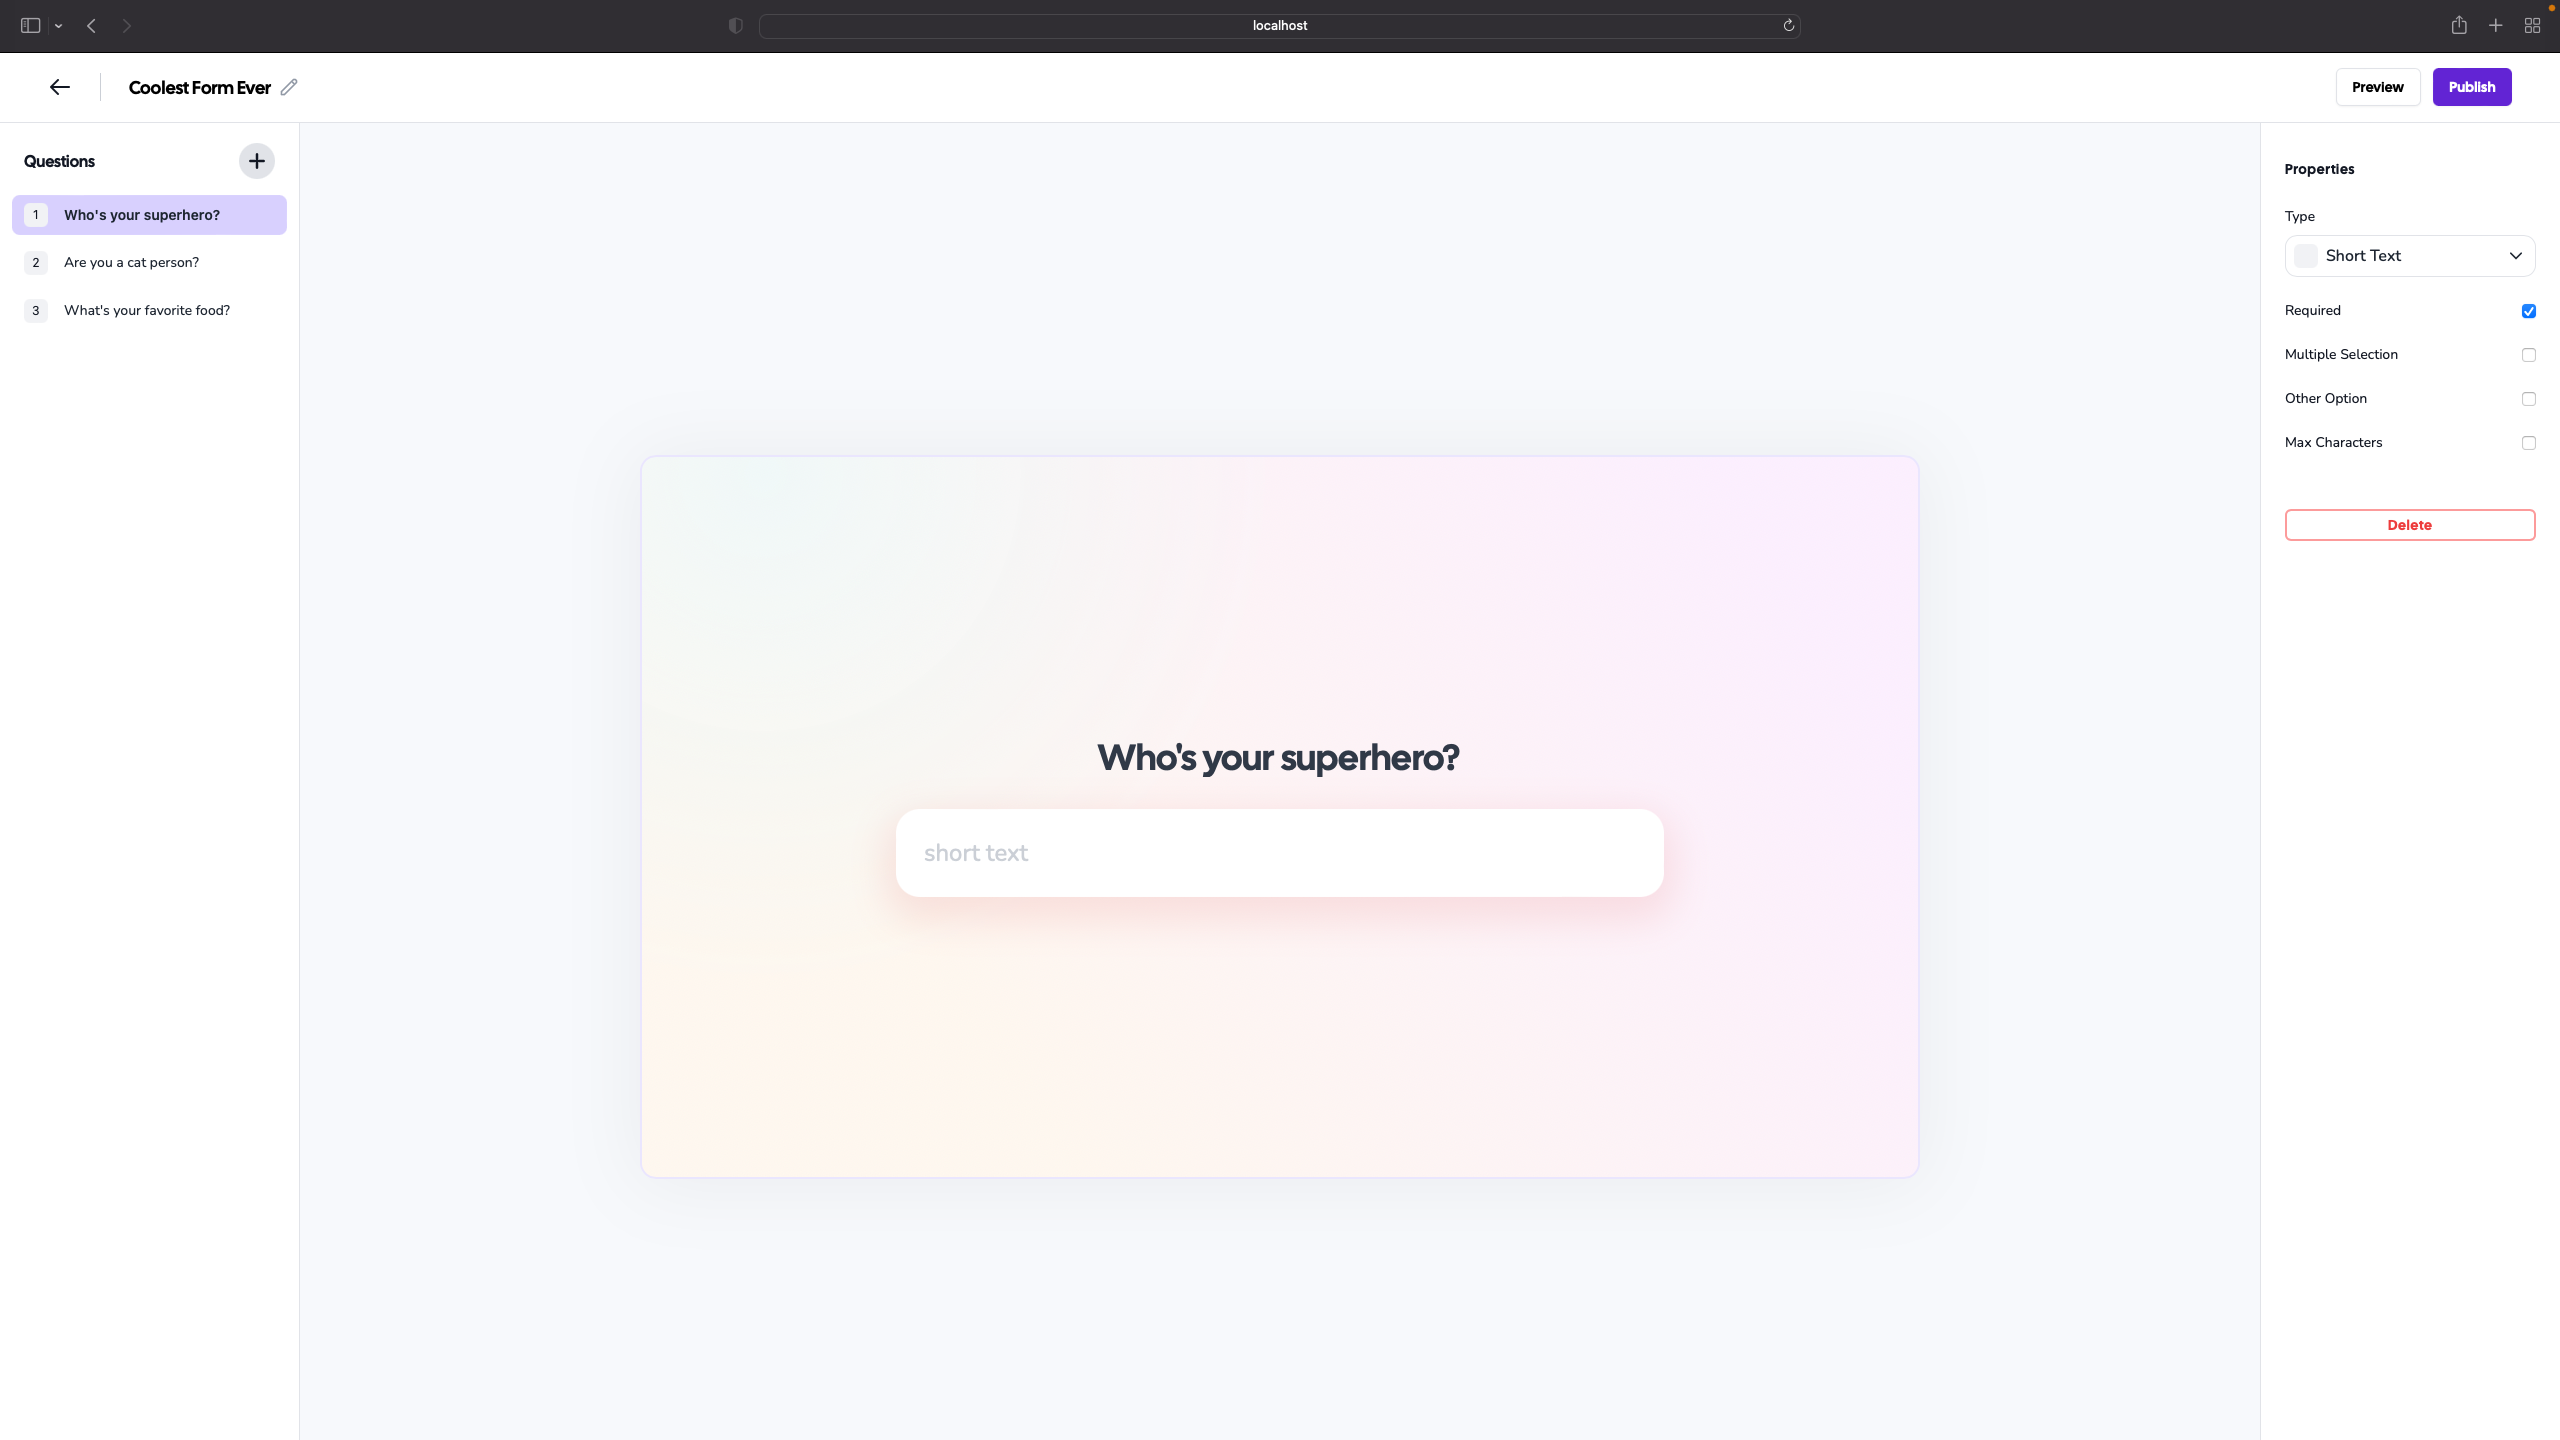 localhost
Coolest Form Ever
Preview
Publish
Questions
1 Who's your superhero?
2 Are you a cat person?
3 What's your favorite food?
Who's your superhero?
short text
Properties
Type
Short Text
Required
Multiple Selection
Other Option
Max Characters
Delete